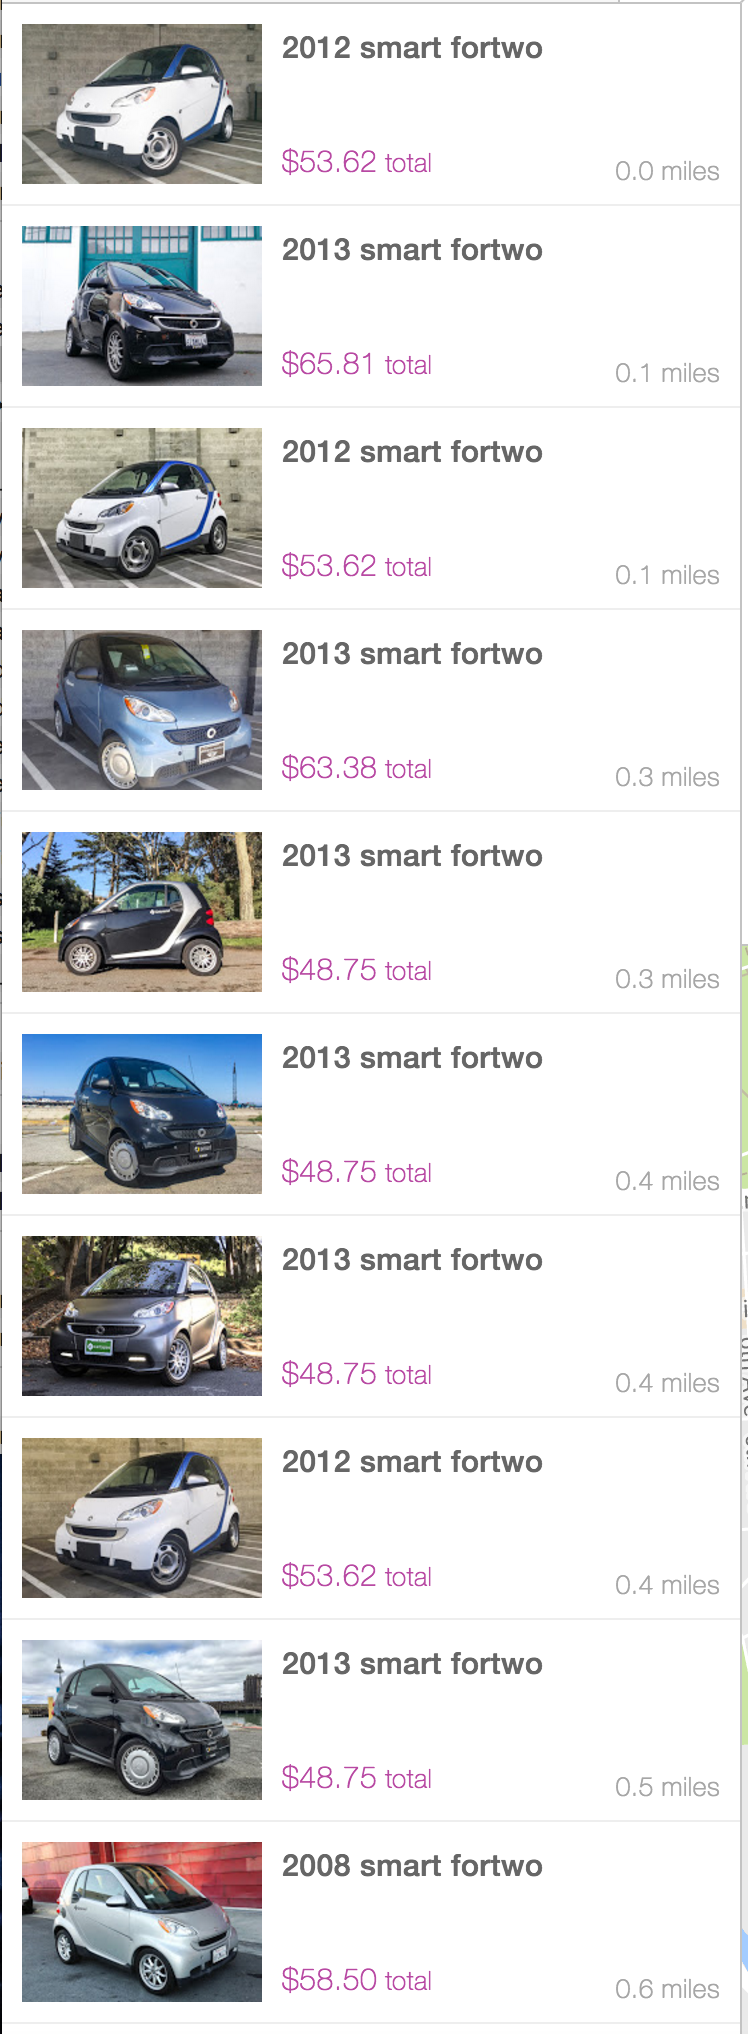 2012 smart fortwo
$53.62 total
0.0 miles
2013 smart fortwo
$65.81 total
0.1 miles
2012 smart fortwo
$53.62 total
0.1 miles
2013 smart fortwo
$63.38 total
0.3 miles
2013 smart fortwo
$48.75 total
0.3 miles
2013 smart fortwo
$48.75 total
0.4 miles
2013 smart fortwo
$48.75 total
0.4 miles
2012 smart fortwo
$53.62 total
0.4 miles
2013 smart fortwo
$48.75 total
0.5 miles
2008 smart fortwo
$58.50 total
0.6 miles